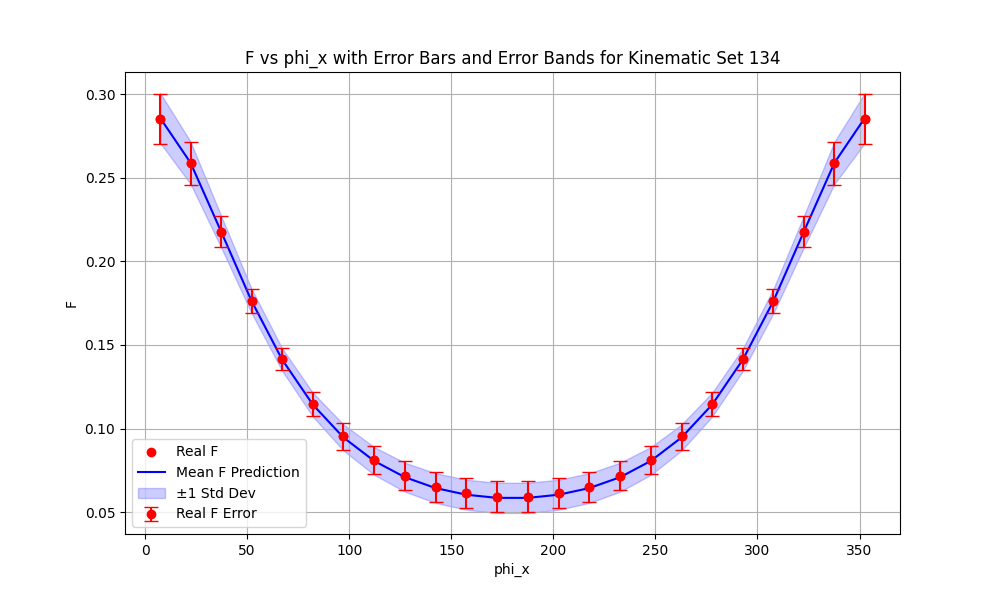 F vs phi_x with Error Bars and Error Bands for Kinematic Set 134
0.30
0.25
0.20
0.15
0.10
0.05
F
Real F
Mean F Prediction
±1 Std Dev
Real F Error
0 50 100 150 200 250 300 350
phi_x